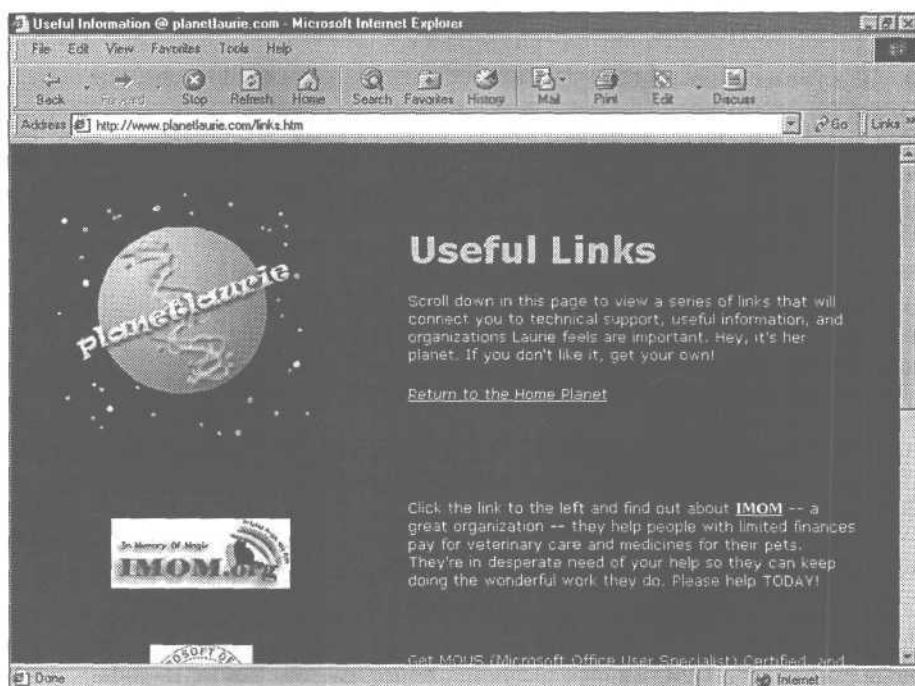 Useful Information @ planetlaurie.com - Microsoft Internet Explorer
File Edit View Favorites Tools Help
Back Forward Stop Refresh Home Search Favorites History Mail Print Edit Discuss
Address http://www.planetlaurie.com/links.htm Go Links »
planetlaurie
Useful Links
Scroll down in this page to view a series of links that will
connect you to technical support, useful information, and
organizations Laurie feels are important. Hey, it's her
planet. If you don't like it, get your own!
Return to the Home Planet
In Memory Of Magic
IMOM.org
Click the link to the left and find out about IMOM -- a
great organization -- they help people with limited finances
pay for veterinary care and medicines for their pets.
They're in desperate need of your help so they can keep
doing the wonderful work they do. Please help TODAY!
Get MOUS (Microsoft Office User Specialist) Certified, and
Done Internet